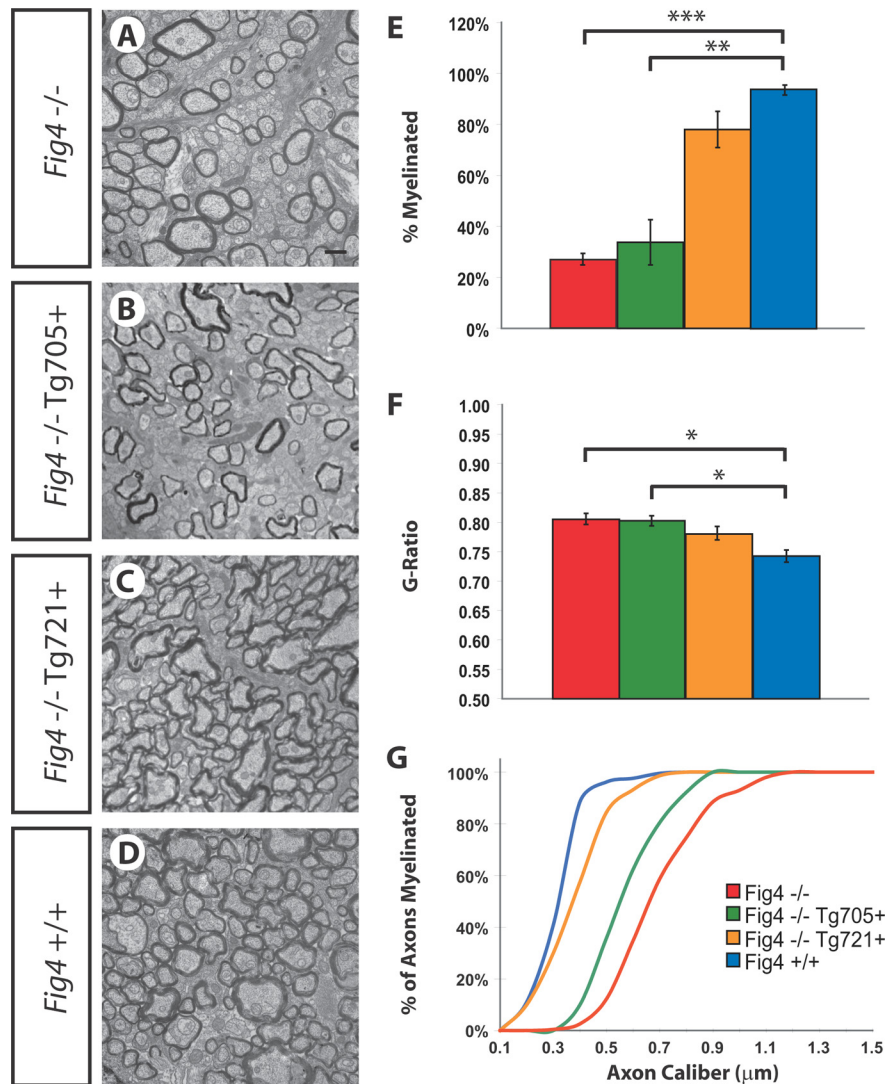 A
Fig4 -/-
B
Fig4 -/- Tg705+
C
Fig4 -/- Tg721+
D
Fig4 +/+
E
% Myelinated
120%
100%
80%
60%
40%
20%
0%
***
**
F
G-Ratio
1.00
0.95
0.90
0.85
0.80
0.75
0.70
0.65
0.60
0.55
0.50
*
*
G
% of Axons Myelinated
100%
80%
60%
40%
20%
0%
Fig4 -/-
Fig4 -/- Tg705+
Fig4 -/- Tg721+
Fig4 +/+
0.1 0.3 0.5 0.7 0.9 1.1 1.3 1.5
Axon Caliber (μm)